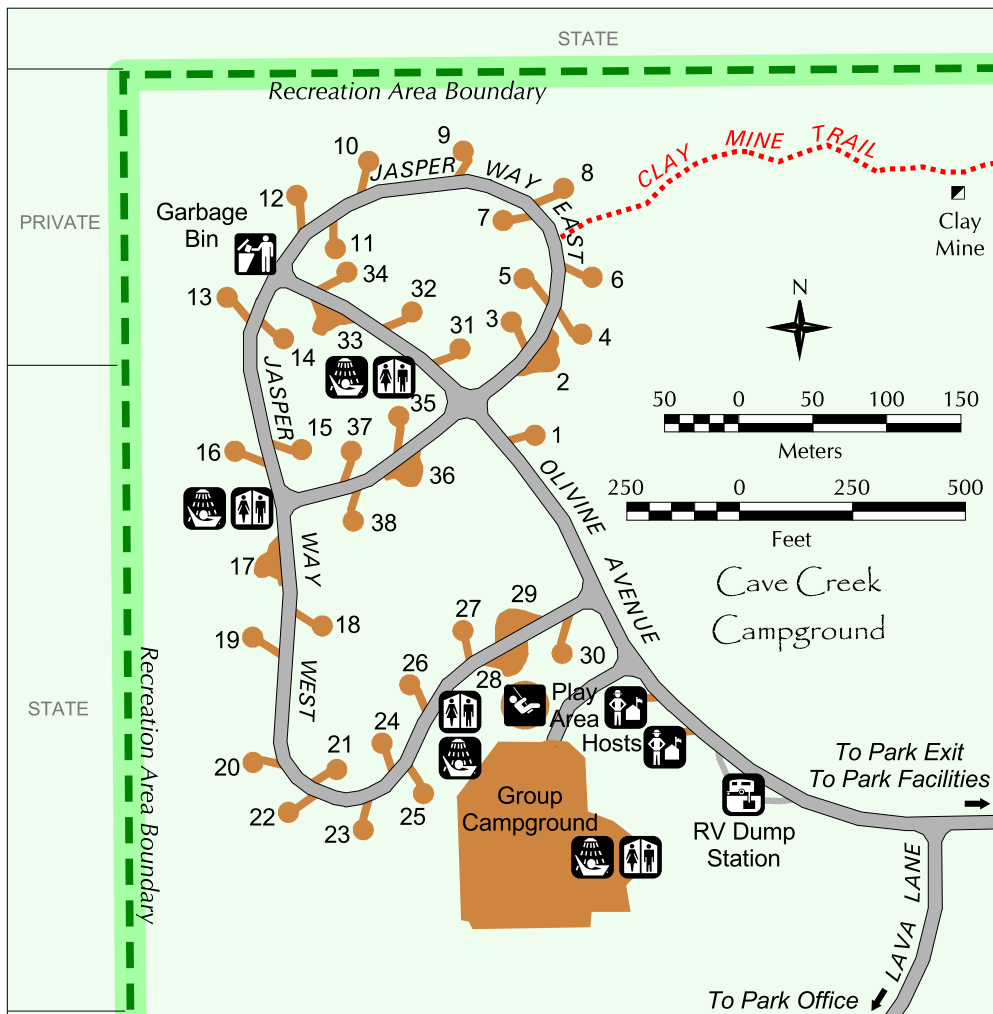 STATE
Recreation Area Boundary
CLAY MINE TRAIL
PRIVATE
Garbage
Bin
Clay
Mine
JASPER WAY EAST
9
10
8
12
7
11
34
5
6
32
13
3
4
31
14
33
2
N
50 0 50 100 150
Meters
250 0 250 500
Feet
Cave Creek
Campground
JASPER WAY WEST
35
1
15
37
16
36
38
OLIVINE AVENUE
17
18
19
27
29
30
26
28
Play
Area
Hosts
STATE
Recreation Area Boundary
24
21
20
22
25
23
Group
Campground
RV Dump
Station
To Park Exit
To Park Facilities
LAVA LANE
To Park Office